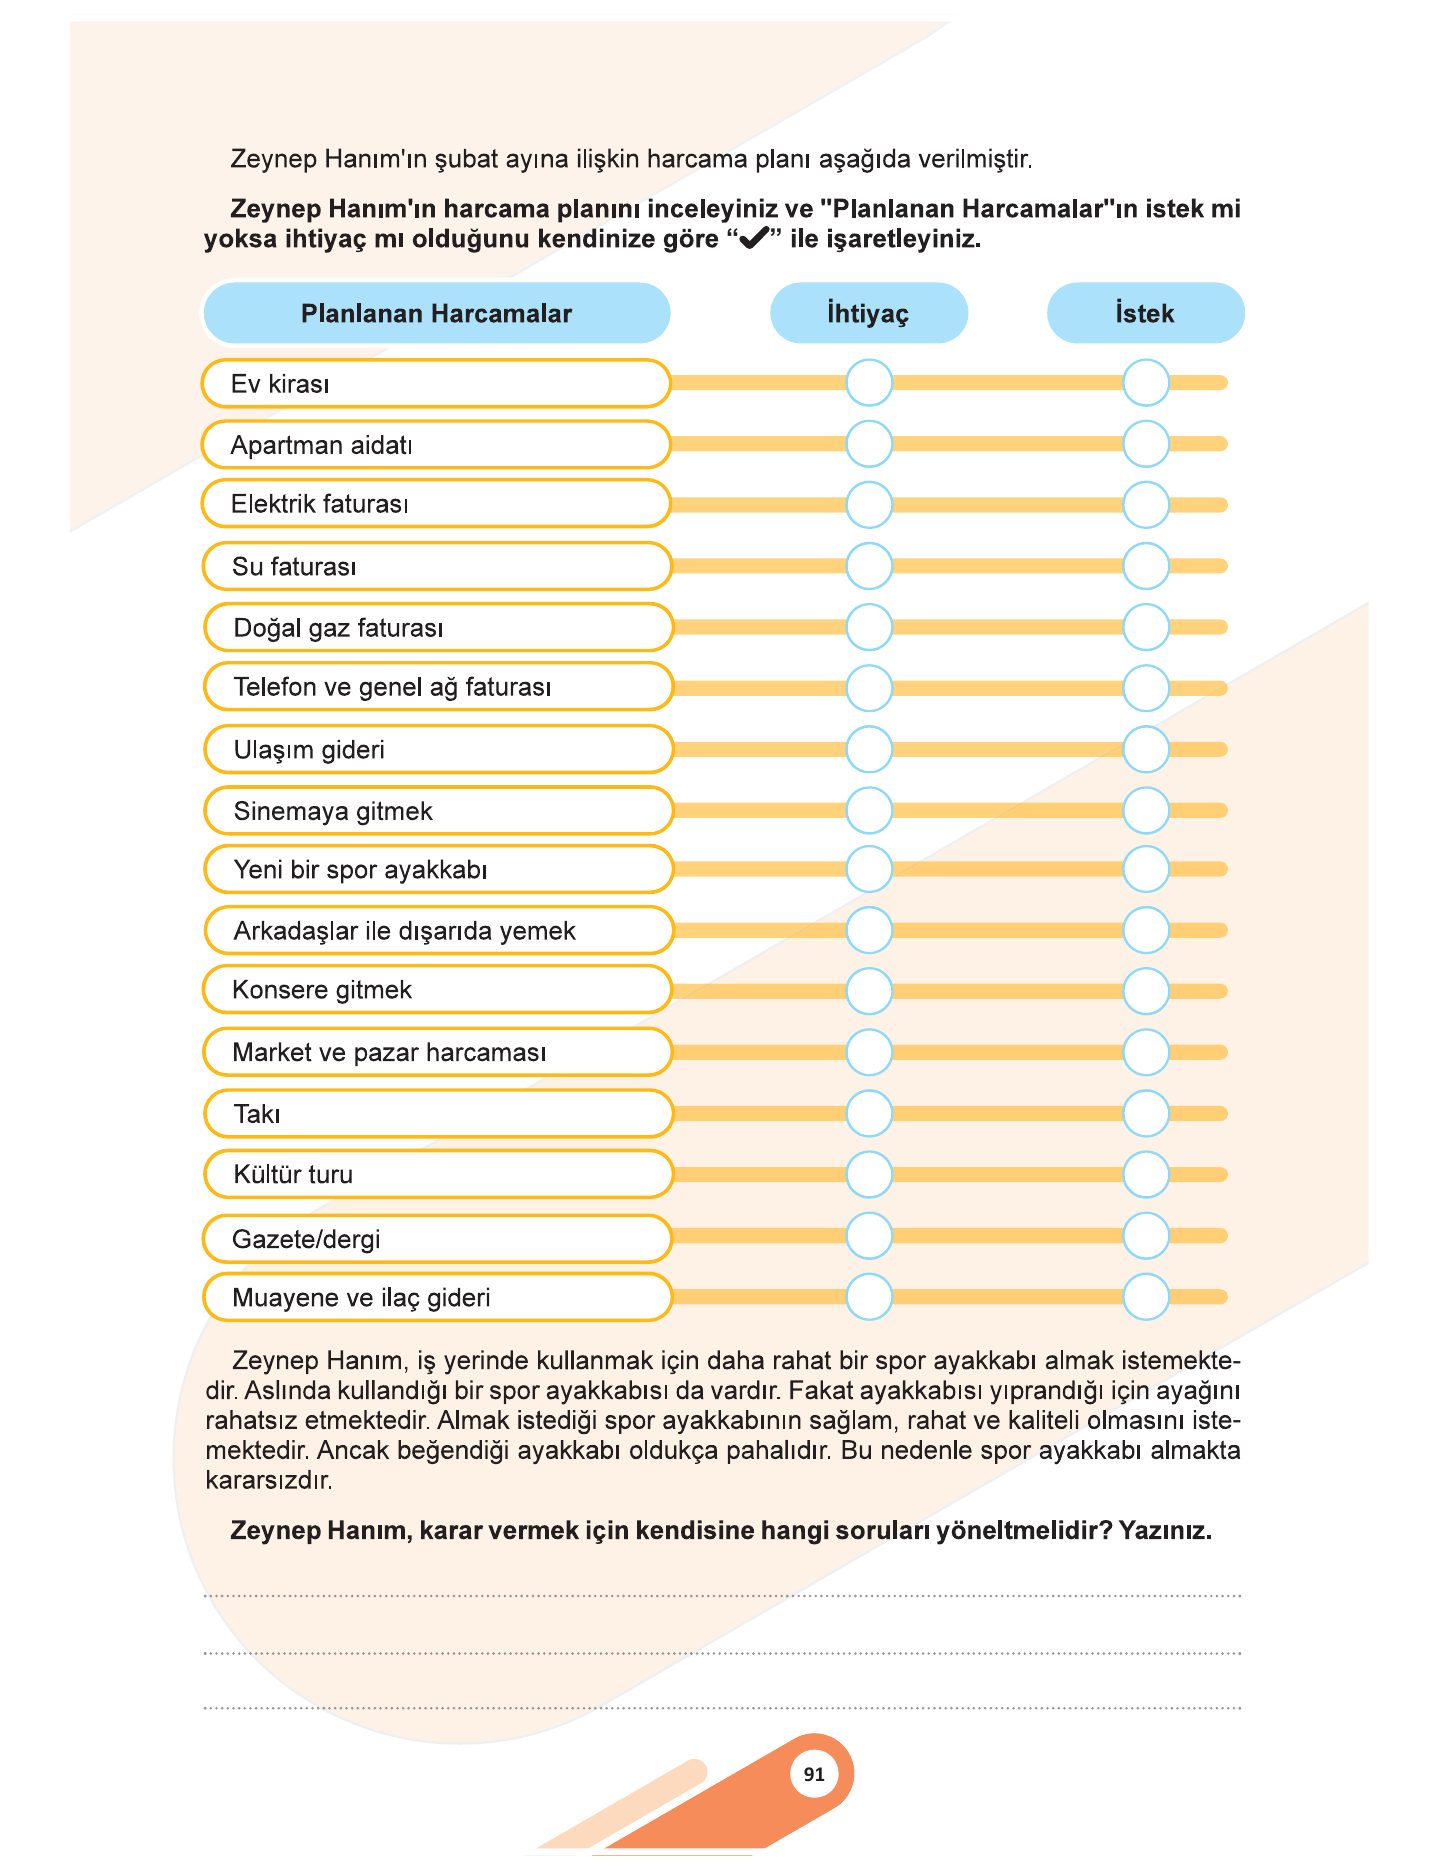 Zeynep Hanım'ın şubat ayına ilişkin harcama planı aşağıda verilmiştir.
Zeynep Hanım'ın harcama planını inceleyiniz ve "Planlanan Harcamalar"ın istek mi
yoksa ihtiyaç mı olduğunu kendinize göre “✔” ile işaretleyiniz.
Planlanan Harcamalar İhtiyaç İstek
Ev kirası
Apartman aidatı
Elektrik faturası
Su faturası
Doğal gaz faturası
Telefon ve genel ağ faturası
Ulaşım gideri
Sinemaya gitmek
Yeni bir spor ayakkabı
Arkadaşlar ile dışarıda yemek
Konsere gitmek
Market ve pazar harcaması
Takı
Kültür turu
Gazete/dergi
Muayene ve ilaç gideri
Zeynep Hanım, iş yerinde kullanmak için daha rahat bir spor ayakkabı almak istemekte-
dir. Aslında kullandığı bir spor ayakkabısı da vardır. Fakat ayakkabısı yıprandığı için ayağını
rahatsız etmektedir. Almak istediği spor ayakkabının sağlam, rahat ve kaliteli olmasını iste-
mektedir. Ancak beğendiği ayakkabı oldukça pahalıdır. Bu nedenle spor ayakkabı almakta
kararsızdır.
Zeynep Hanım, karar vermek için kendisine hangi soruları yöneltmelidir? Yazınız.
91